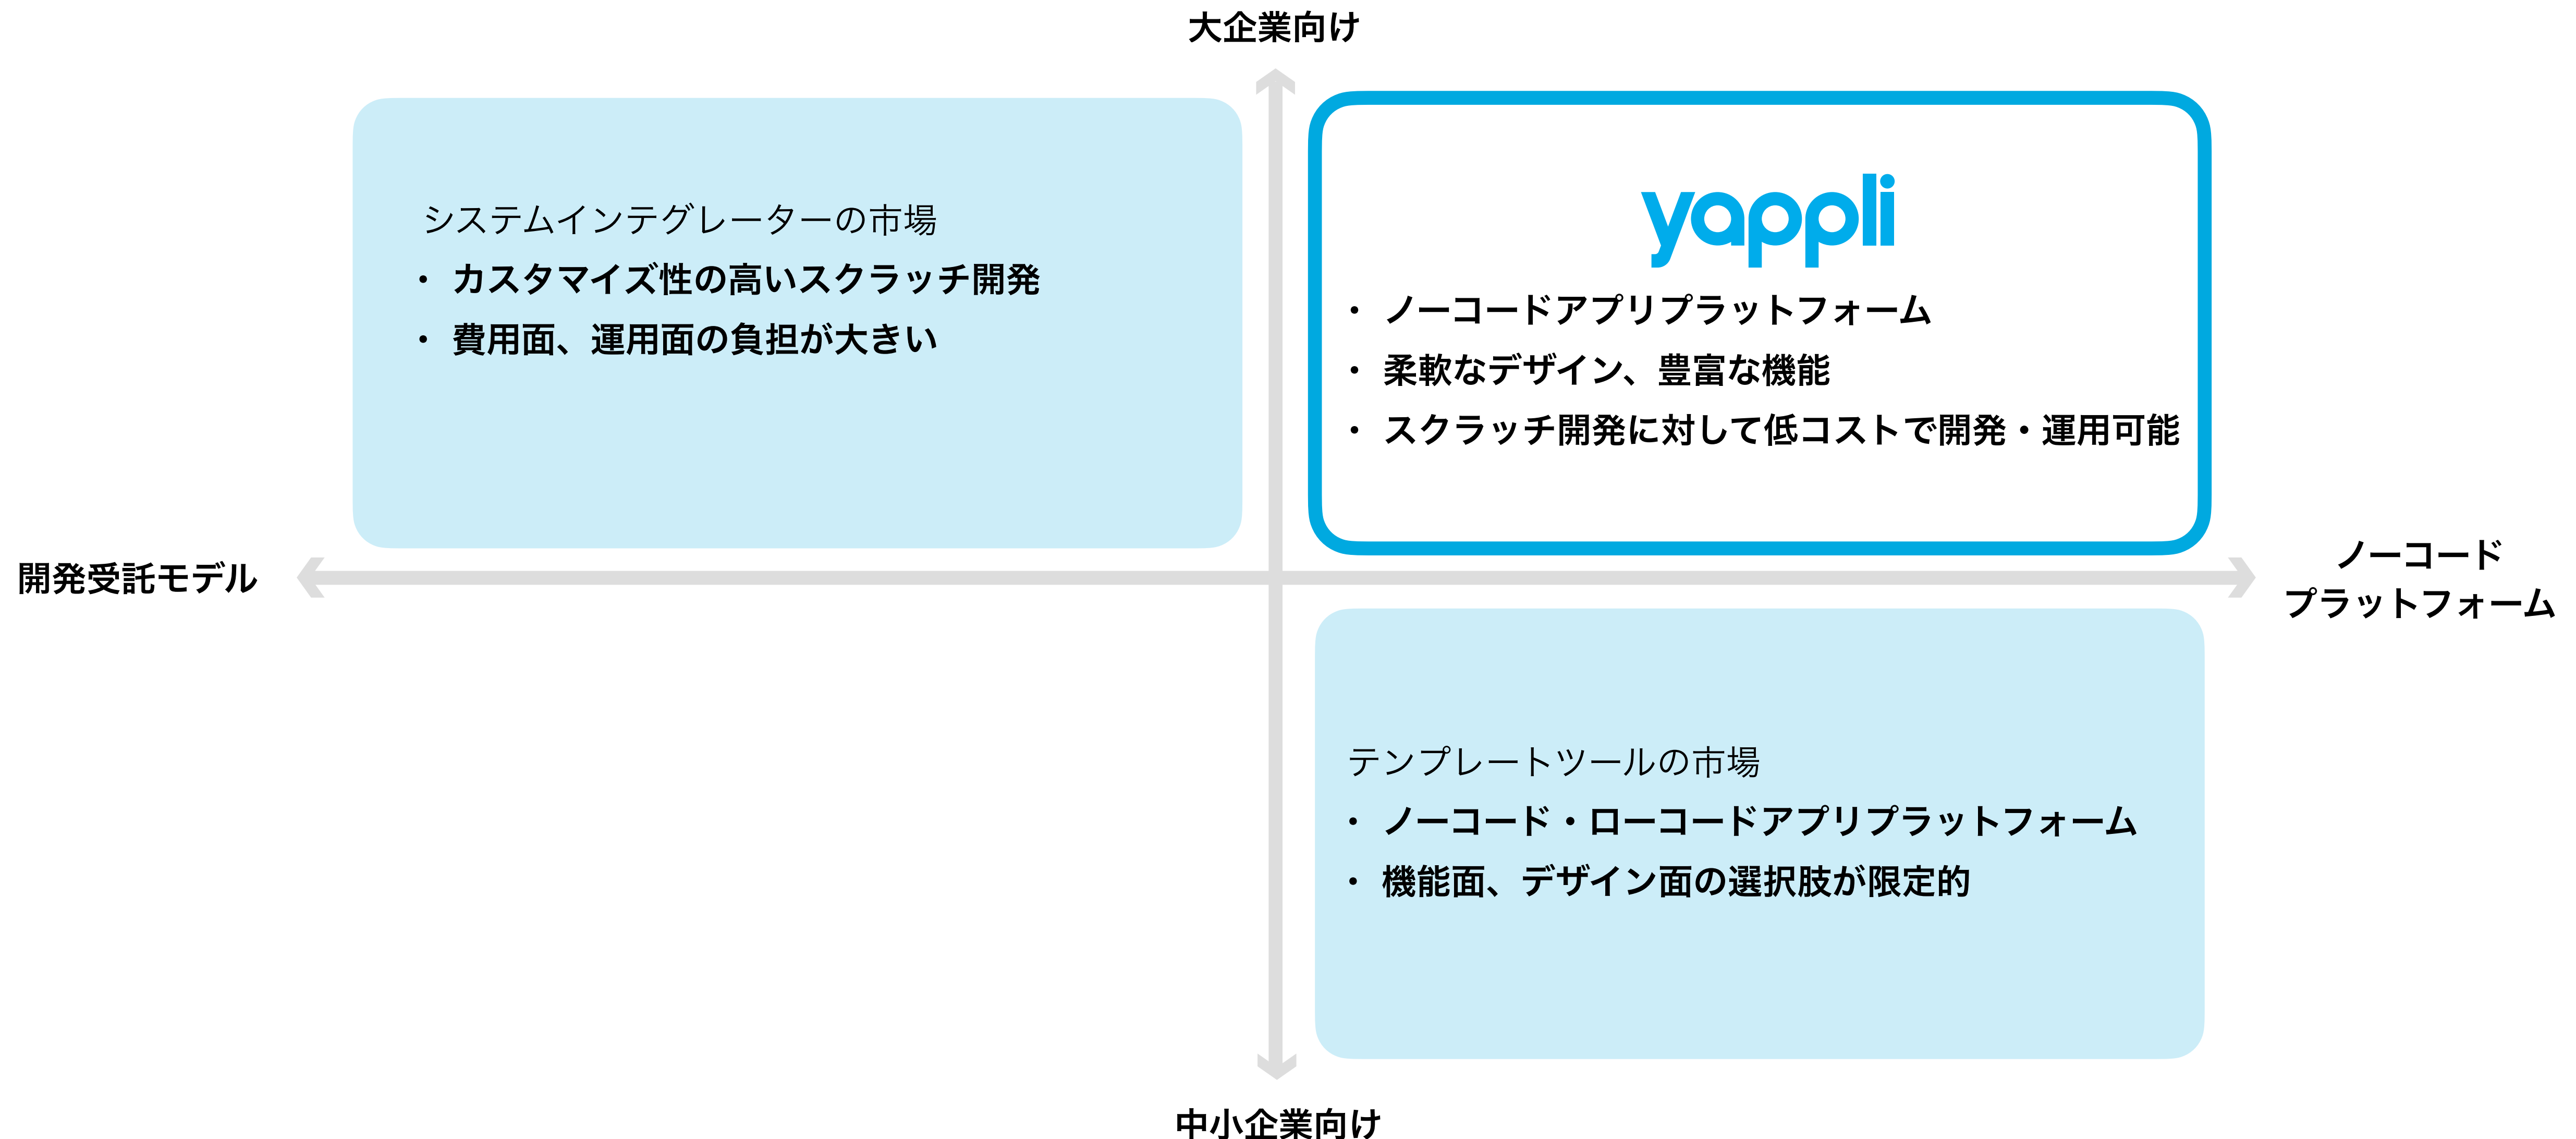 大企業向け
システムインテグレーターの市場
・ カスタマイズ性の高いスクラッチ開発
・ 費用面、運用面の負担が大きい
yappli
・ ノーコードアプリプラットフォーム
・ 柔軟なデザイン、豊富な機能
・ スクラッチ開発に対して低コストで開発・運用可能
開発受託モデル
ノーコード
プラットフォーム
テンプレートツールの市場
・ ノーコード・ローコードアプリプラットフォーム
・ 機能面、デザイン面の選択肢が限定的
中小企業向け